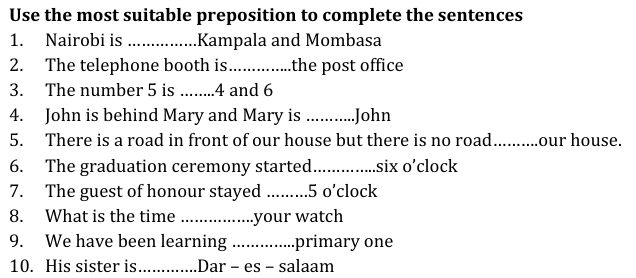 Use the most suitable preposition to complete the sentences
1. Nairobi is ……………Kampala and Mombasa
2. The telephone booth is…………..the post office
3. The number 5 is ……..4 and 6
4. John is behind Mary and Mary is ………..John
5. There is a road in front of our house but there is no road……….our house.
6. The graduation ceremony started…………..six o’clock
7. The guest of honour stayed ………5 o’clock
8. What is the time …………….your watch
9. We have been learning …………..primary one
10. His sister is………….Dar – es – salaam